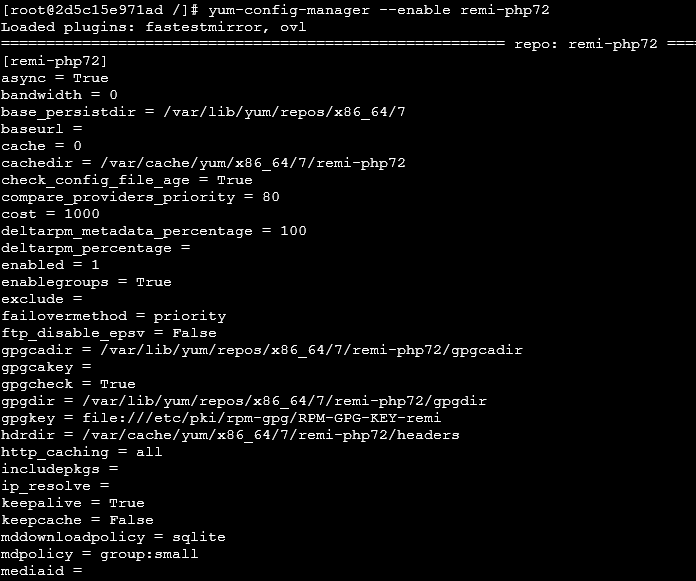 [root@2d5c15e971ad /]# yum-config-manager --enable remi-php72
Loaded plugins: fastestmirror, ovl
======================================================== repo: remi-php72 ====
[remi-php72]
async = True
bandwidth = 0
base_persistdir = /var/lib/yum/repos/x86_64/7
baseurl =
cache = 0
cachedir = /var/cache/yum/x86_64/7/remi-php72
check_config_file_age = True
compare_providers_priority = 80
cost = 1000
deltarpm_metadata_percentage = 100
deltarpm_percentage =
enabled = 1
enablegroups = True
exclude =
failovermethod = priority
ftp_disable_epsv = False
gpgcadir = /var/lib/yum/repos/x86_64/7/remi-php72/gpgcadir
gpgcakey =
gpgcheck = True
gpgdir = /var/lib/yum/repos/x86_64/7/remi-php72/gpgdir
gpgkey = file:///etc/pki/rpm-gpg/RPM-GPG-KEY-remi
hdrdir = /var/cache/yum/x86_64/7/remi-php72/headers
http_caching = all
includepkgs =
ip_resolve =
keepalive = True
keepcache = False
mddownloadpolicy = sqlite
mdpolicy = group:small
mediaid =